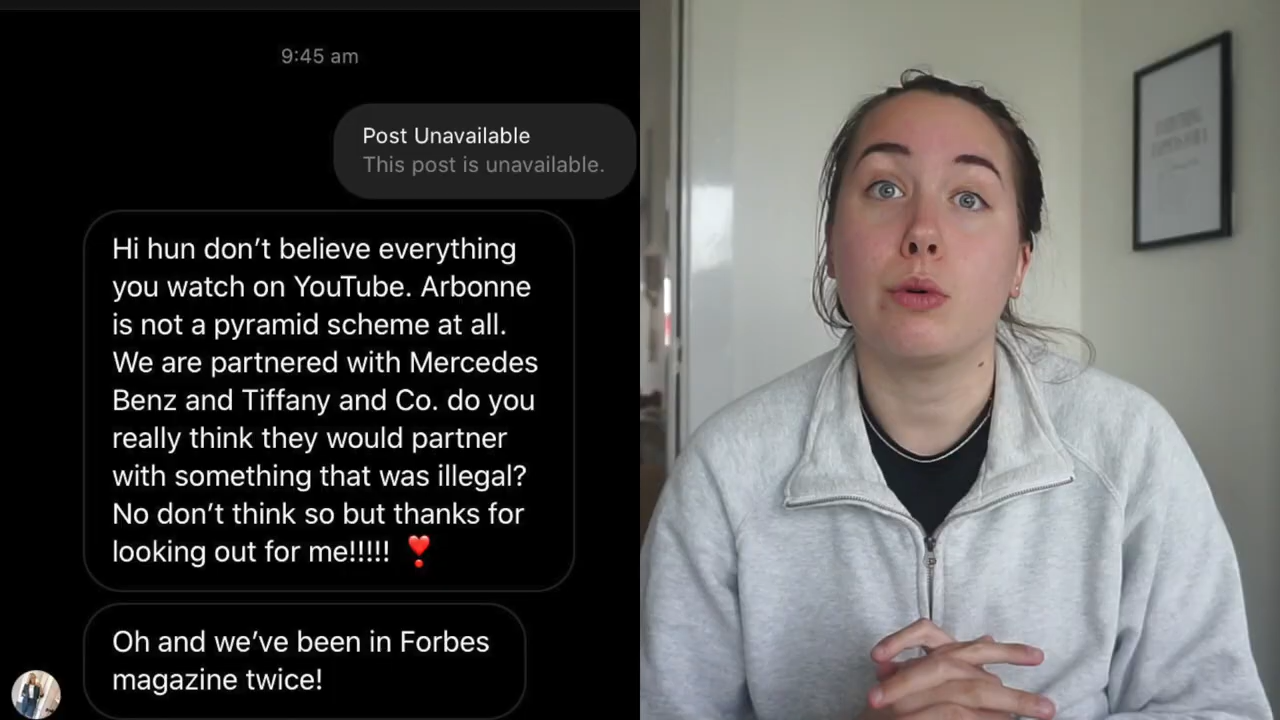 9:45 am
Post Unavailable
This post is unavailable.
Hi hun don't believe everything
you watch on YouTube. Arbonne
is not a pyramid scheme at all.
We are partnered with Mercedes
Benz and Tiffany and Co. do you
really think they would partner
with something that was illegal?
No don't think so but thanks for
looking out for me!!!!! ❣️
Oh and we've been in Forbes
magazine twice!